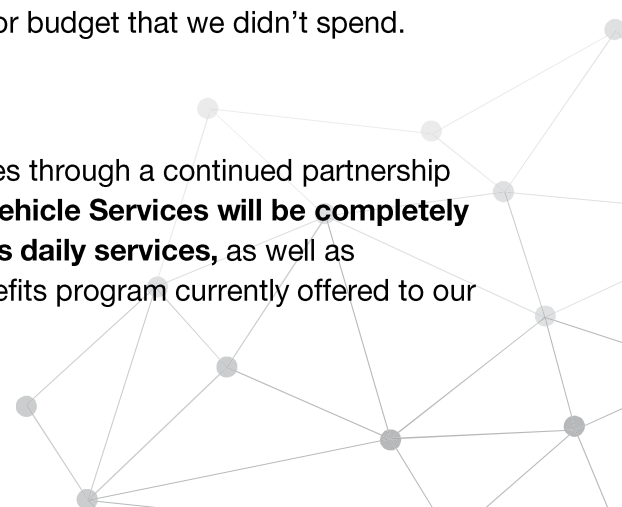 or budget that we didn’t spend.
es through a continued partnership
ehicle Services will be completely
s daily services, as well as
efits program currently offered to our